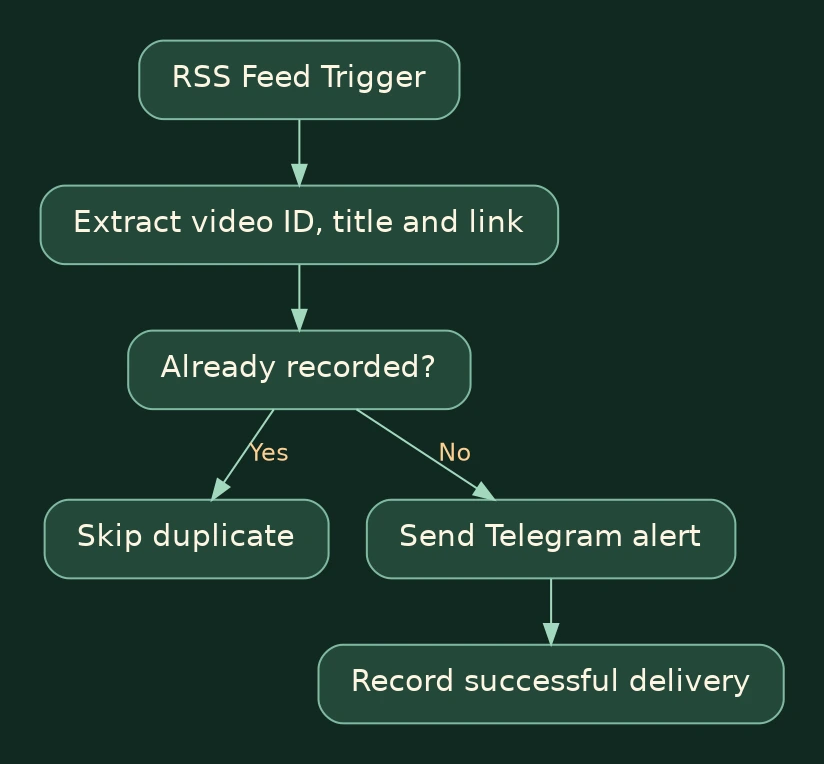 RSS Feed Trigger
Extract video ID, title and link
Already recorded?
Yes
No
Skip duplicate
Send Telegram alert
Record successful delivery